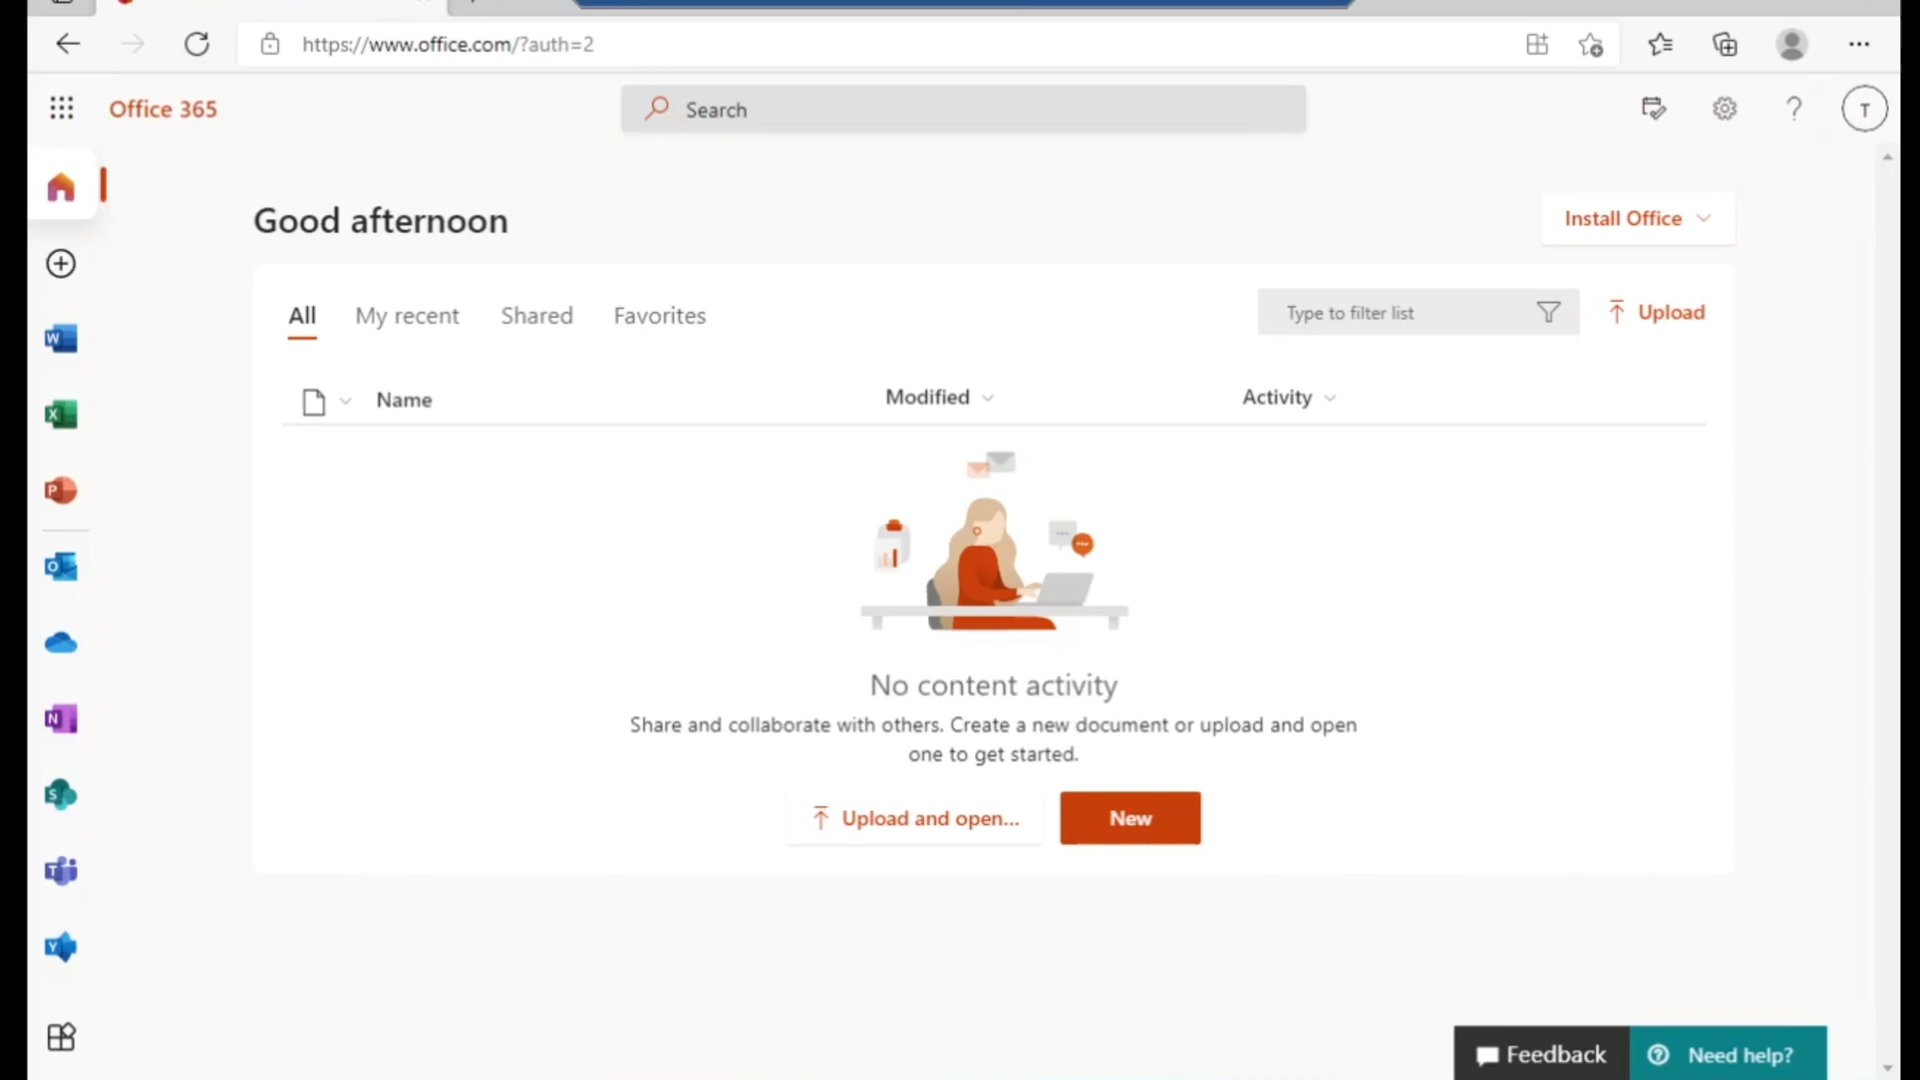 https://www.office.com/?auth=2
Office 365
Search
T
Good afternoon
Install Office
All
My recent
Shared
Favorites
Type to filter list
Upload
Name
Modified
Activity
No content activity
Share and collaborate with others. Create a new document or upload and open
one to get started.
Upload and open...
New
W
X
P
O
N
S
T
Y
Feedback
Need help?